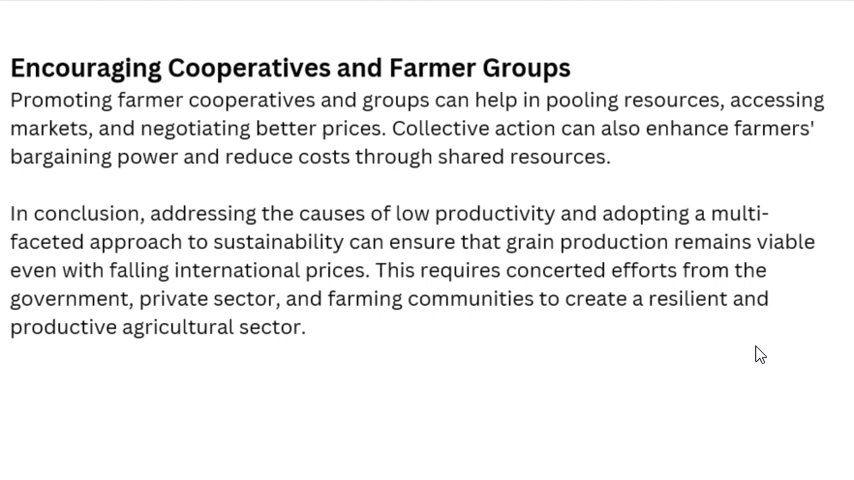 Encouraging Cooperatives and Farmer Groups
Promoting farmer cooperatives and groups can help in pooling resources, accessing
markets, and negotiating better prices. Collective action can also enhance farmers'
bargaining power and reduce costs through shared resources.
In conclusion, addressing the causes of low productivity and adopting a multi-
faceted approach to sustainability can ensure that grain production remains viable
even with falling international prices. This requires concerted efforts from the
government, private sector, and farming communities to create a resilient and
productive agricultural sector.